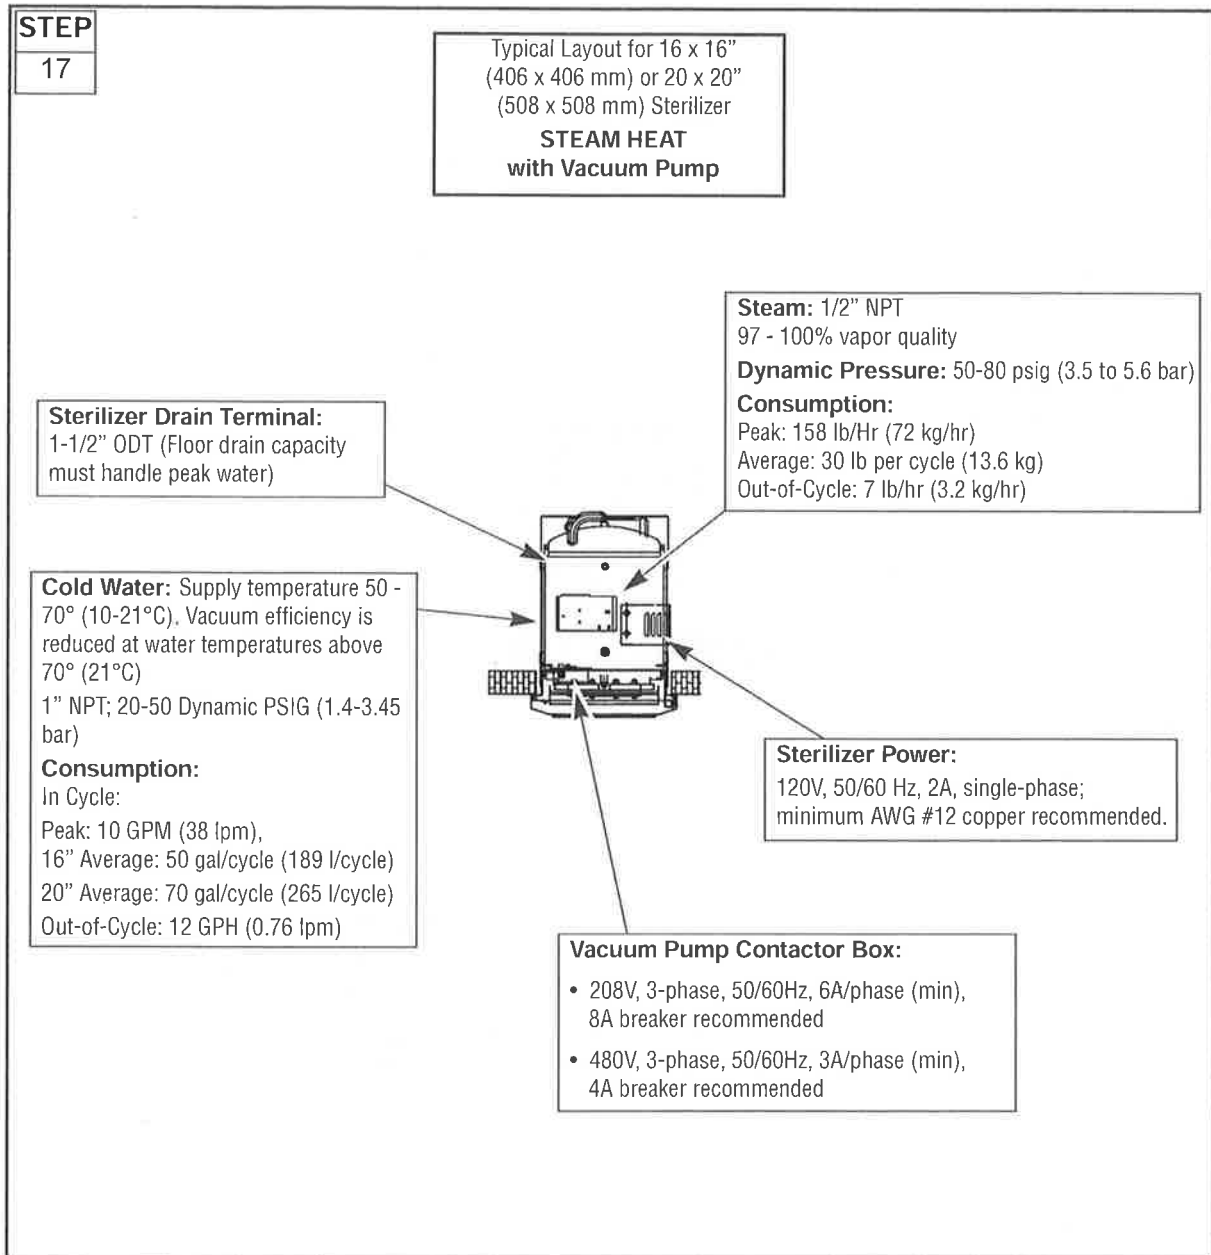 STEP
17
Typical Layout for 16 x 16”
(406 x 406 mm) or 20 x 20”
(508 x 508 mm) Sterilizer
STEAM HEAT
with Vacuum Pump
Steam: 1/2” NPT
97 - 100% vapor quality
Dynamic Pressure: 50-80 psig (3.5 to 5.6 bar)
Consumption:
Peak: 158 lb/Hr (72 kg/hr)
Average: 30 lb per cycle (13.6 kg)
Out-of-Cycle: 7 lb/hr (3.2 kg/hr)
Sterilizer Drain Terminal:
1-1/2” ODT (Floor drain capacity
must handle peak water)
Cold Water: Supply temperature 50 -
70° (10-21°C). Vacuum efficiency is
reduced at water temperatures above
70° (21°C)
1” NPT; 20-50 Dynamic PSIG (1.4-3.45
bar)
Consumption:
In Cycle:
Peak: 10 GPM (38 lpm),
16” Average: 50 gal/cycle (189 l/cycle)
20” Average: 70 gal/cycle (265 l/cycle)
Out-of-Cycle: 12 GPH (0.76 lpm)
Sterilizer Power:
120V, 50/60 Hz, 2A, single-phase;
minimum AWG #12 copper recommended.
Vacuum Pump Contactor Box:
• 208V, 3-phase, 50/60Hz, 6A/phase (min),
8A breaker recommended
• 480V, 3-phase, 50/60Hz, 3A/phase (min),
4A breaker recommended